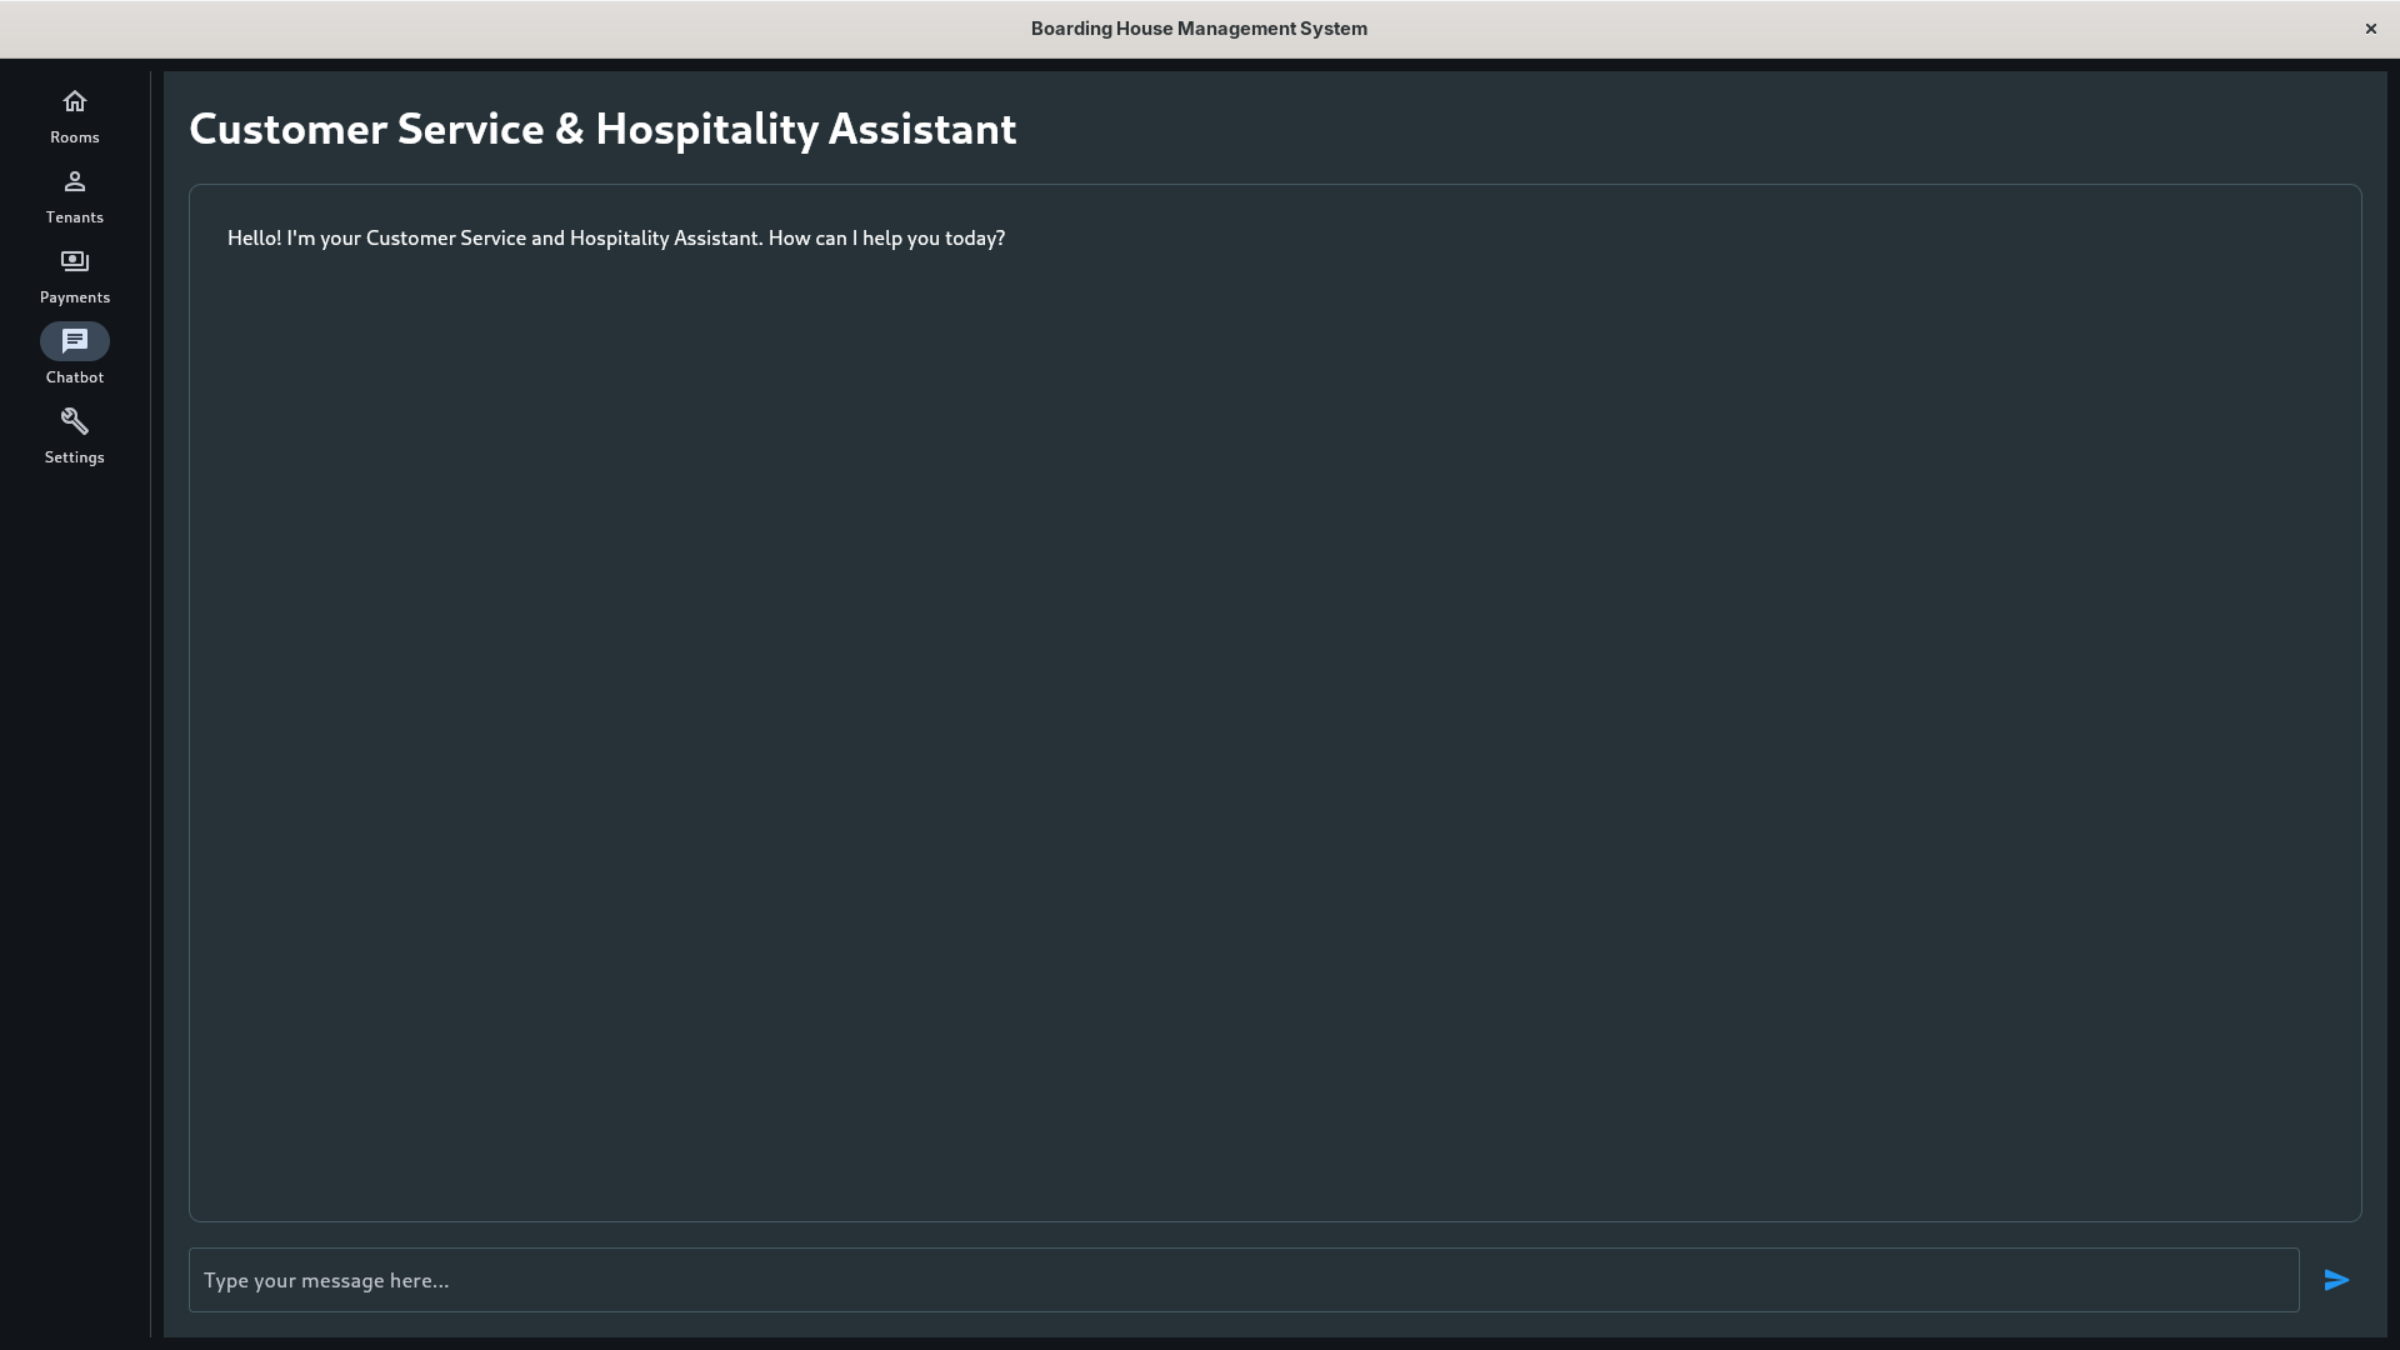 Boarding House Management System
Rooms
Tenants
Payments
Chatbot
Settings
Customer Service & Hospitality Assistant
Hello! I'm your Customer Service and Hospitality Assistant. How can I help you today?
Type your message here...